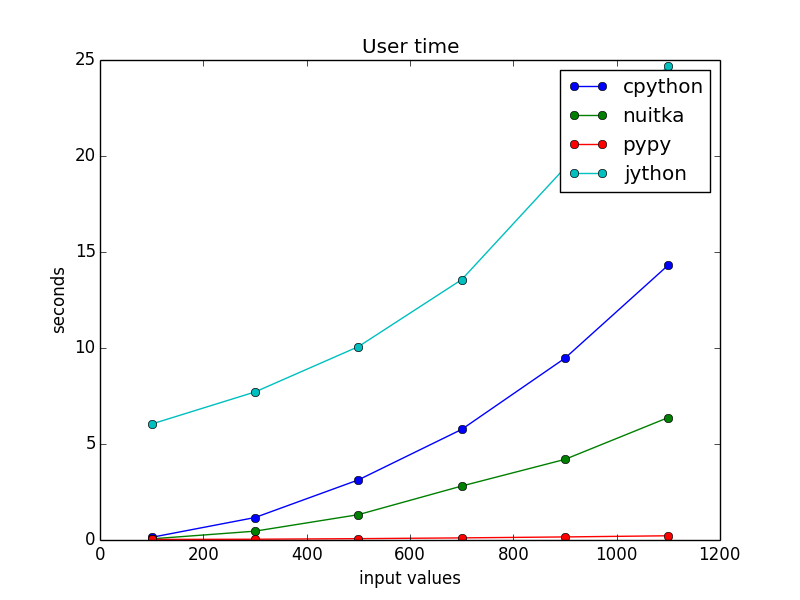 User time
25
20
15
10
5
0
seconds
cpython
nuitka
pypy
jython
0 200 400 600 800 1000 1200
input values